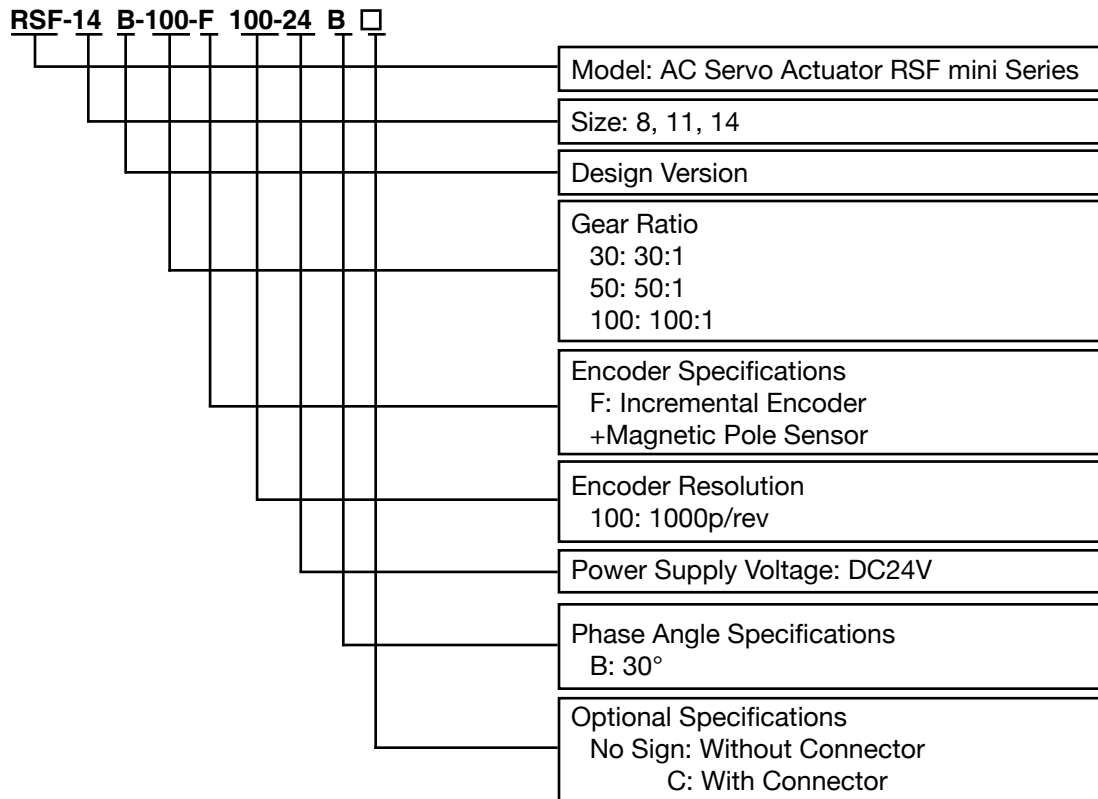 RSF-14 B-100-F 100-24 B □
Model: AC Servo Actuator RSF mini Series
Size: 8, 11, 14
Design Version
Gear Ratio
30: 30:1
50: 50:1
100: 100:1
Encoder Specifications
F: Incremental Encoder
+Magnetic Pole Sensor
Encoder Resolution
100: 1000p/rev
Power Supply Voltage: DC24V
Phase Angle Specifications
B: 30°
Optional Specifications
No Sign: Without Connector
C: With Connector